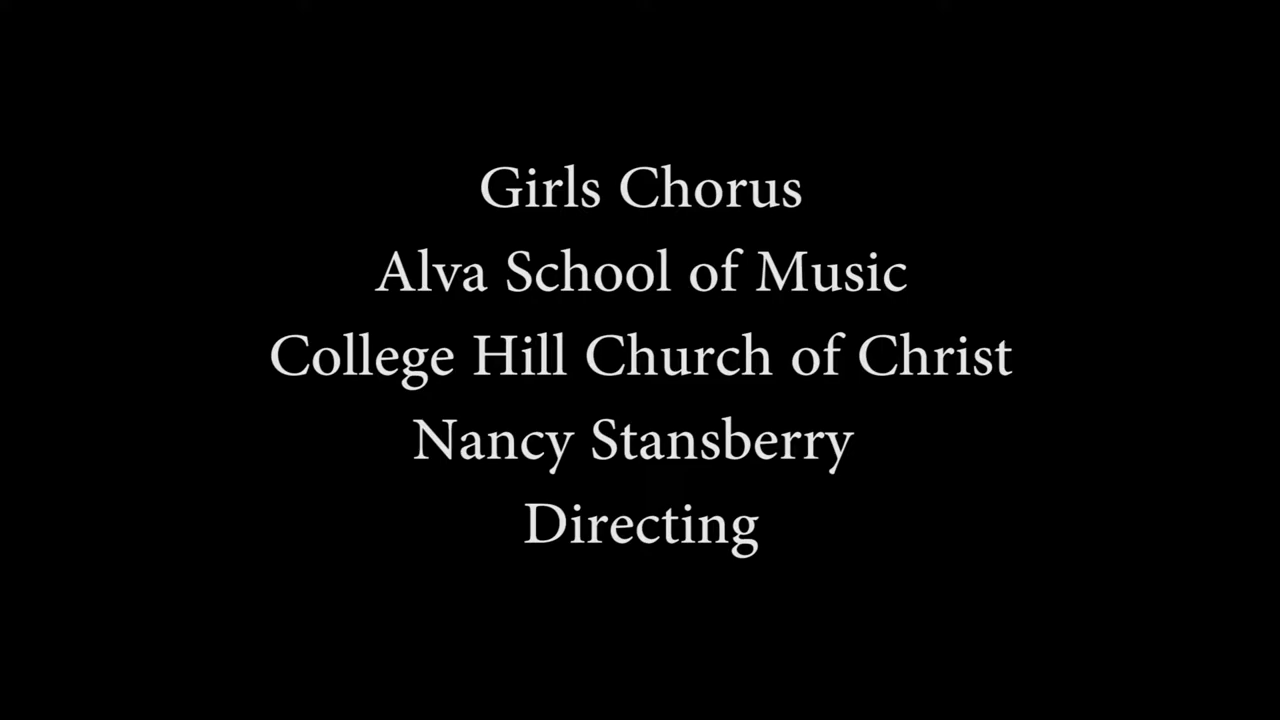 Girls Chorus
Alva School of Music
College Hill Church of Christ
Nancy Stansberry
Directing